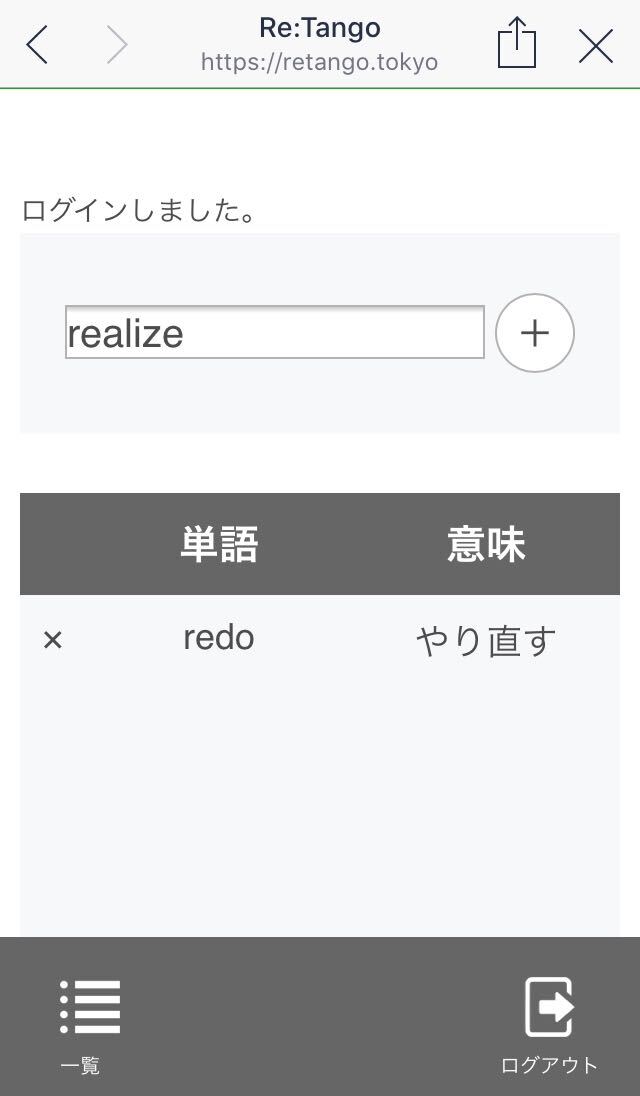 Re:Tango
https://retango.tokyo
ログインしました。
realize
単語 意味
× redo やり直す
一覧 ログアウト